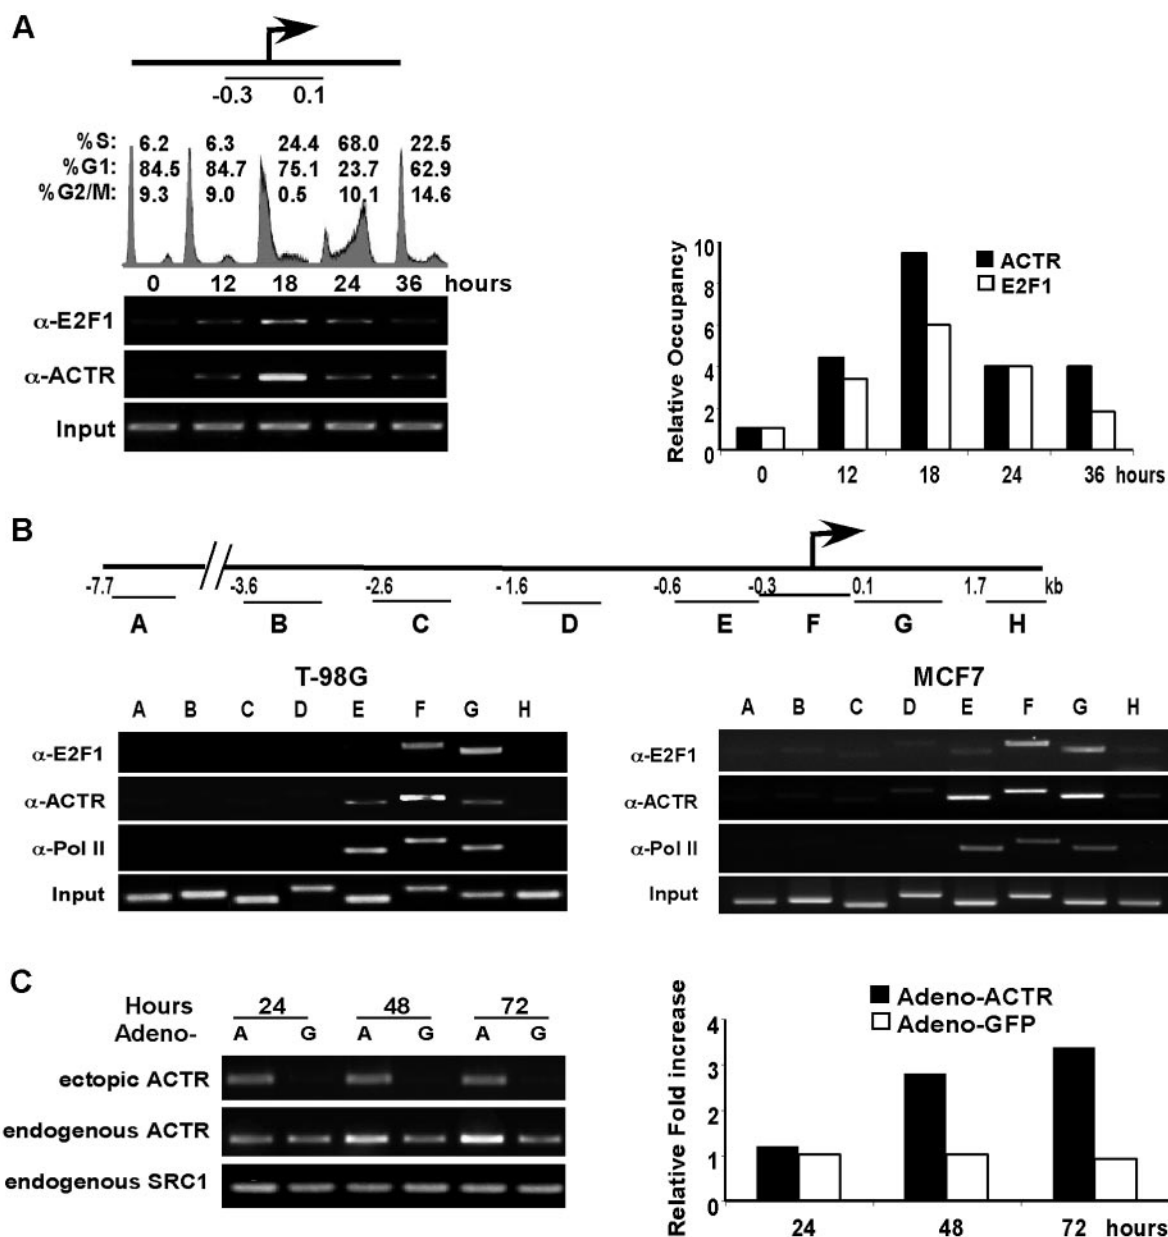 A
-0.3 0.1
%S: 6.2 6.3 24.4 68.0 22.5
%G1: 84.5 84.7 75.1 23.7 62.9
%G2/M: 9.3 9.0 0.5 10.1 14.6
0 12 18 24 36 hours
α-E2F1
α-ACTR
Input
Relative Occupancy
10
8
6
4
2
0
ACTR
E2F1
0 12 18 24 36 hours
B
-7.7 -3.6 -2.6 -1.6 -0.6 -0.3 0.1 1.7 kb
A B C D E F G H
T-98G
A B C D E F G H
α-E2F1
α-ACTR
α-Pol II
Input
MCF7
A B C D E F G H
α-E2F1
α-ACTR
α-Pol II
Input
C
Hours 24 48 72
Adeno- A G A G A G
ectopic ACTR
endogenous ACTR
endogenous SRC1
Relative Fold increase
4
3
2
1
0
Adeno-ACTR
Adeno-GFP
24 48 72 hours